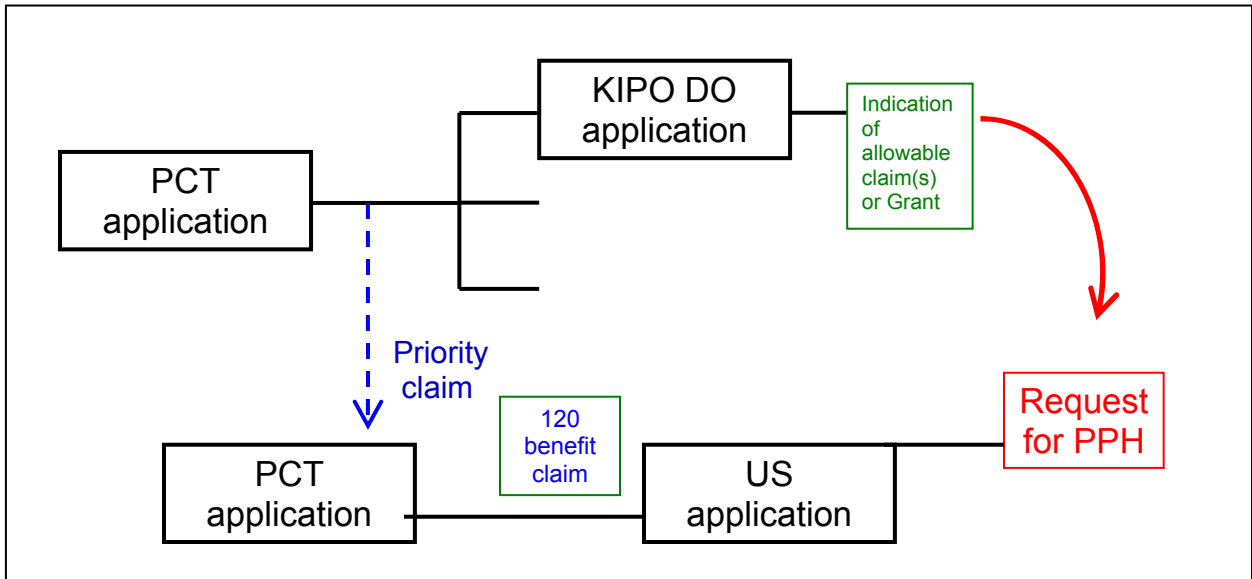 KIPO DO
application
Indication
of
allowable
claim(s)
or Grant
PCT
application
Priority
claim
120
benefit
claim
Request
for PPH
PCT
application
US
application